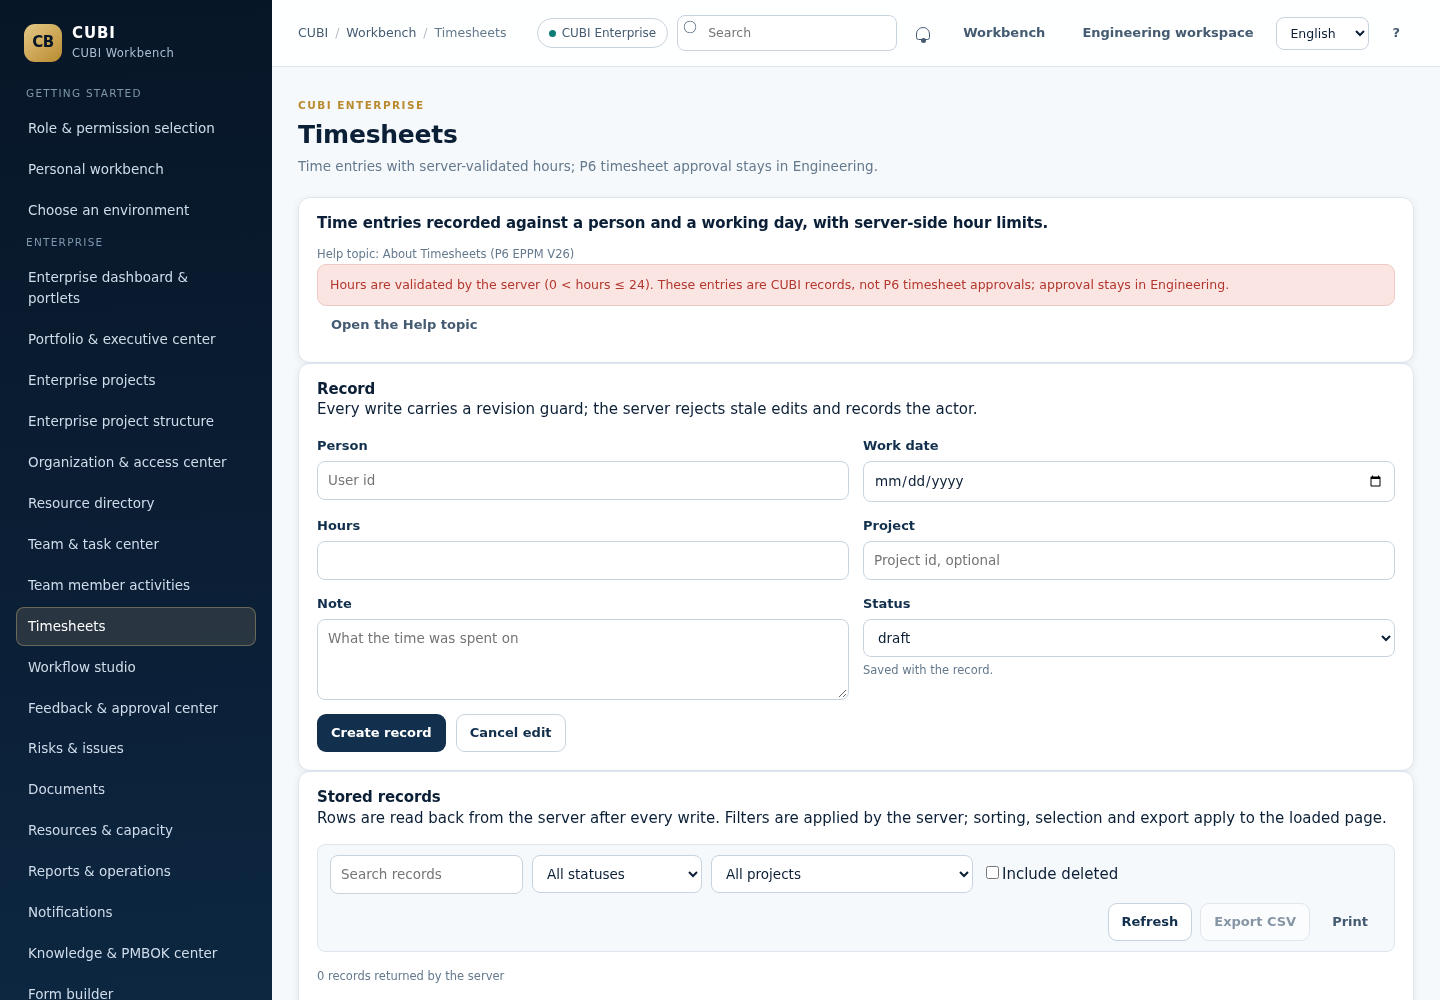 CB
CUBI
CUBI Workbench
GETTING STARTED
Role & permission selection
Personal workbench
Choose an environment
ENTERPRISE
Enterprise dashboard &
portlets
Portfolio & executive center
Enterprise projects
Enterprise project structure
Organization & access center
Resource directory
Team & task center
Team member activities
Timesheets
Workflow studio
Feedback & approval center
Risks & issues
Documents
Resources & capacity
Reports & operations
Notifications
Knowledge & PMBOK center
Form builder
CUBI / Workbench / Timesheets
CUBI Enterprise
Search
Workbench
Engineering workspace
English
?
CUBI ENTERPRISE
Timesheets
Time entries with server-validated hours; P6 timesheet approval stays in Engineering.
Time entries recorded against a person and a working day, with server-side hour limits.
Help topic: About Timesheets (P6 EPPM V26)
Hours are validated by the server (0 < hours ≤ 24). These entries are CUBI records, not P6 timesheet approvals; approval stays in Engineering.
Open the Help topic
Record
Every write carries a revision guard; the server rejects stale edits and records the actor.
Person
Work date
User id
mm/dd/yyyy
Hours
Project
Project id, optional
Note
Status
What the time was spent on
draft
Saved with the record.
Create record
Cancel edit
Stored records
Rows are read back from the server after every write. Filters are applied by the server; sorting, selection and export apply to the loaded page.
Search records
All statuses
All projects
Include deleted
Refresh
Export CSV
Print
0 records returned by the server